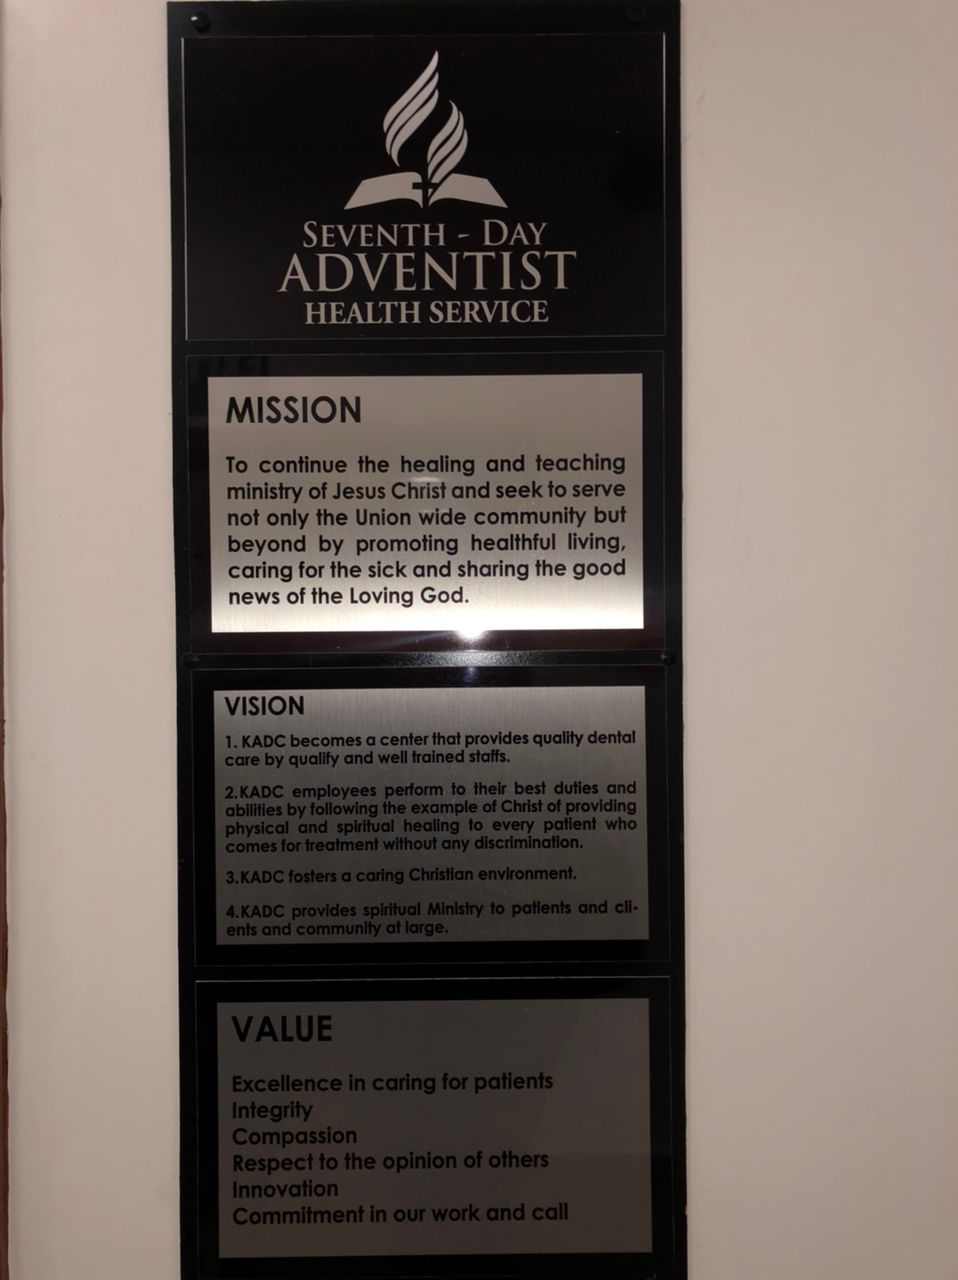 SEVENTH - DAY
ADVENTIST
HEALTH SERVICE
MISSION
To continue the healing and teaching
ministry of Jesus Christ and seek to serve
not only the Union wide community but
beyond by promoting healthful living,
caring for the sick and sharing the good
news of the Loving God.
VISION
1. KADC becomes a center that provides quality dental
care by qualify and well trained staffs.
2.KADC employees perform to their best duties and
abilities by following the example of Christ of providing
physical and spiritual healing to every patient who
comes for treatment without any discrimination.
3.KADC fosters a caring Christian environment.
4.KADC provides spiritual Ministry to patients and cli-
ents and community at large.
VALUE
Excellence in caring for patients
Integrity
Compassion
Respect to the opinion of others
Innovation
Commitment in our work and call